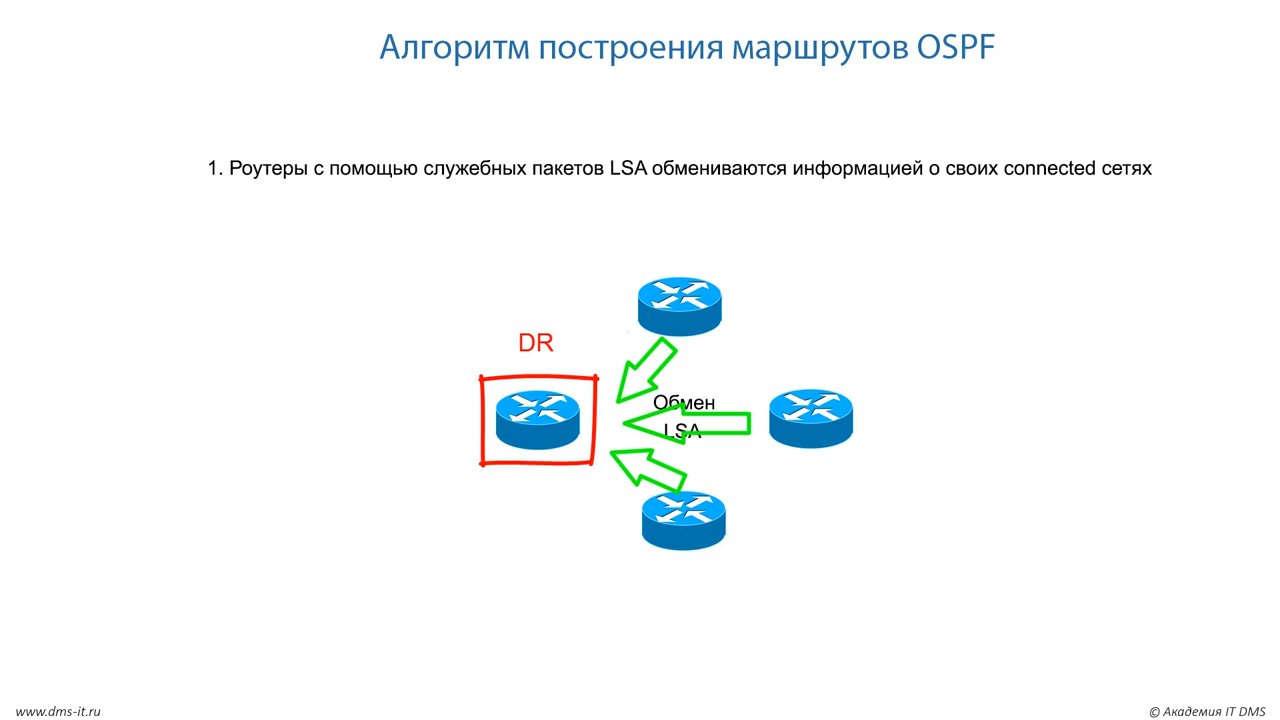 Алгоритм построения маршрутов OSPF
1. Роутеры с помощью служебных пакетов LSA обмениваются информацией о своих connected сетях
DR
Обмен
LSA
www.dms-it.ru
© Академия IT DMS